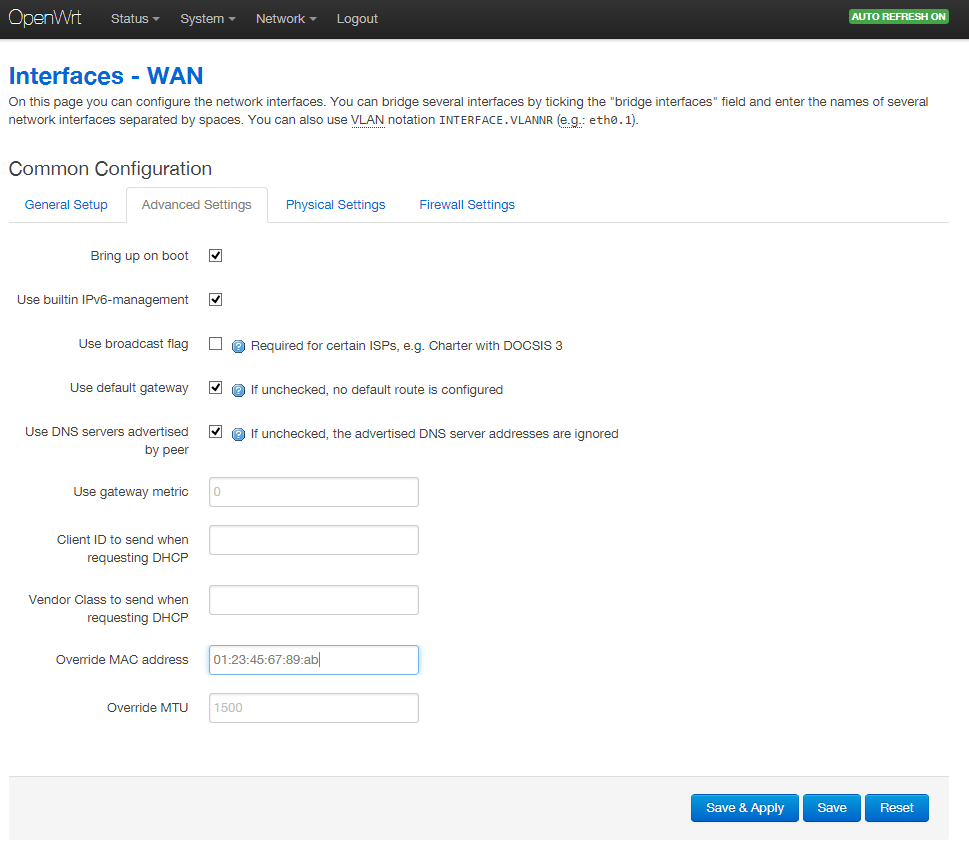 OpenWrt Status System Network Logout AUTO REFRESH ON
Interfaces - WAN
On this page you can configure the network interfaces. You can bridge several interfaces by ticking the "bridge interfaces" field and enter the names of several
network interfaces separated by spaces. You can also use VLAN notation INTERFACE.VLANNR (e.g.: eth0.1).
Common Configuration
General Setup Advanced Settings Physical Settings Firewall Settings
Bring up on boot
Use builtin IPv6-management
Use broadcast flag Required for certain ISPs, e.g. Charter with DOCSIS 3
Use default gateway If unchecked, no default route is configured
Use DNS servers advertised
by peer
If unchecked, the advertised DNS server addresses are ignored
Use gateway metric 0
Client ID to send when
requesting DHCP
Vendor Class to send when
requesting DHCP
Override MAC address 01:23:45:67:89:ab
Override MTU 1500
Save & Apply Save Reset